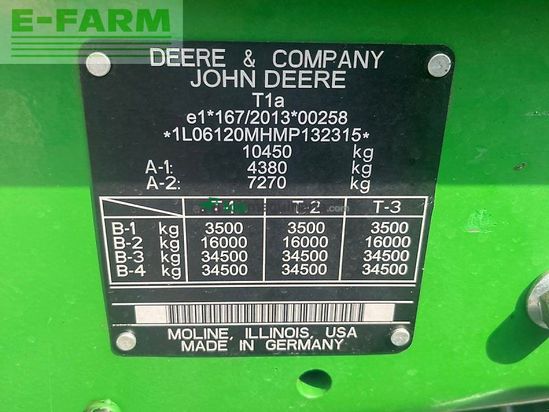 E-FARM
DEERE & COMPANY
JOHN DEERE
T1a
e1*167/2013*00258
*1L06120MHMP132315*
10450 kg
A-1: 4380 kg
A-2: 7270 kg
T-1 T-2 T-3
B-1 kg 3500 3500 3500
B-2 kg 16000 16000 16000
B-3 kg 34500 34500 34500
B-4 kg 34500 34500 34500
MOLINE, ILLINOIS, USA
MADE IN GERMANY